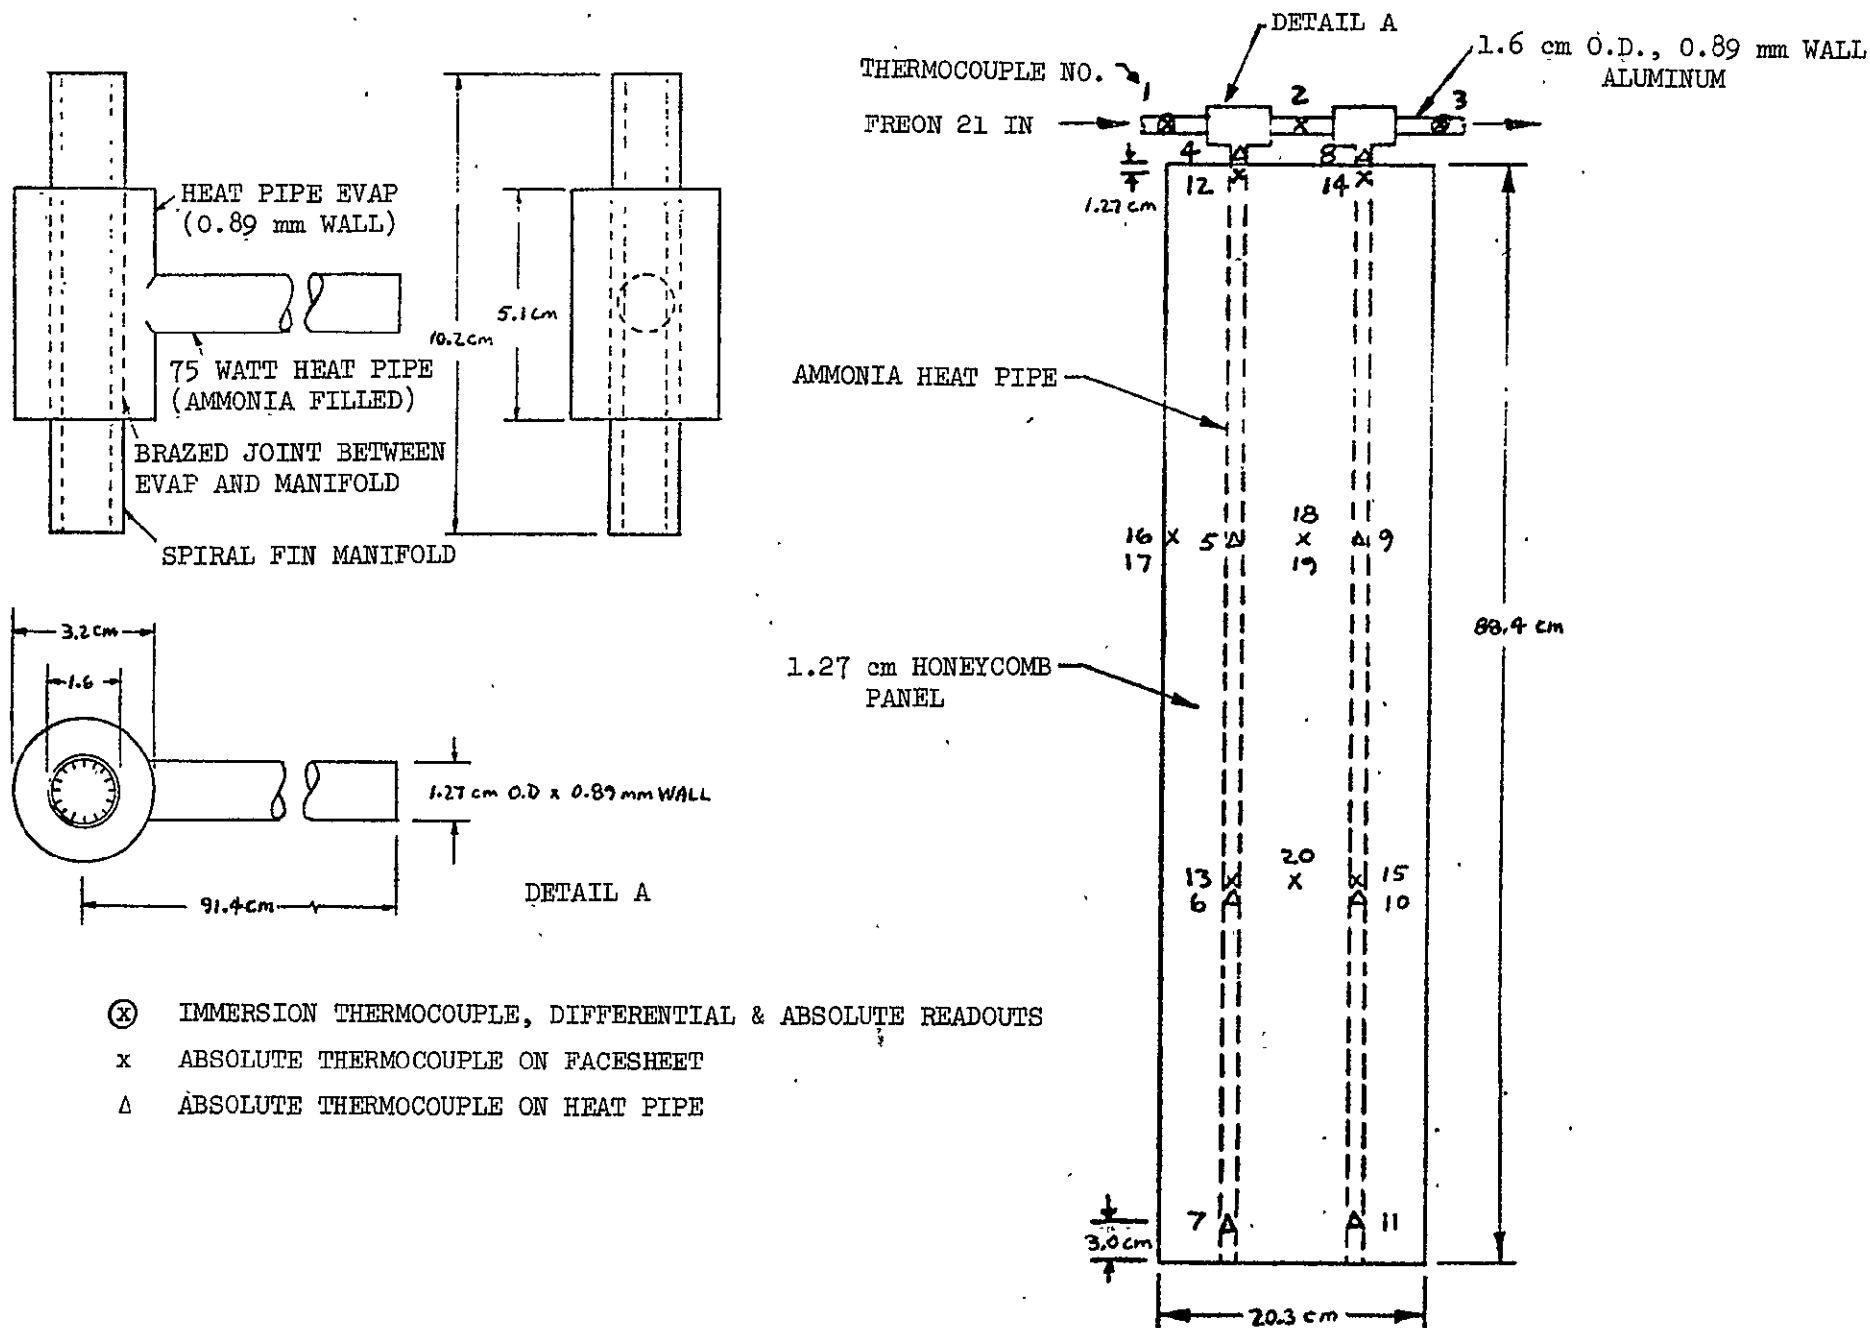 DETAIL A
1.6 cm O.D., 0.89 mm WALL
ALUMINUM
THERMOCOUPLE NO.
1
2
3
FREON 21 IN
4
8
12
14
1.27 cm
HEAT PIPE EVAP
(0.89 mm WALL)
10.2 cm
5.1 cm
75 WATT HEAT PIPE
(AMMONIA FILLED)
BRAZED JOINT BETWEEN
EVAP AND MANIFOLD
SPIRAL FIN MANIFOLD
AMMONIA HEAT PIPE
16
17
5
18
19
9
88.4 cm
1.27 cm HONEYCOMB
PANEL
3.2 cm
1.6
1.27 cm O.D x 0.89 mm WALL
91.4 cm
DETAIL A
13
6
20
15
10
7
11
3.0 cm
20.3 cm
ⓧ IMMERSION THERMOCOUPLE, DIFFERENTIAL & ABSOLUTE READOUTS
x ABSOLUTE THERMOCOUPLE ON FACESHEET
Δ ABSOLUTE THERMOCOUPLE ON HEAT PIPE